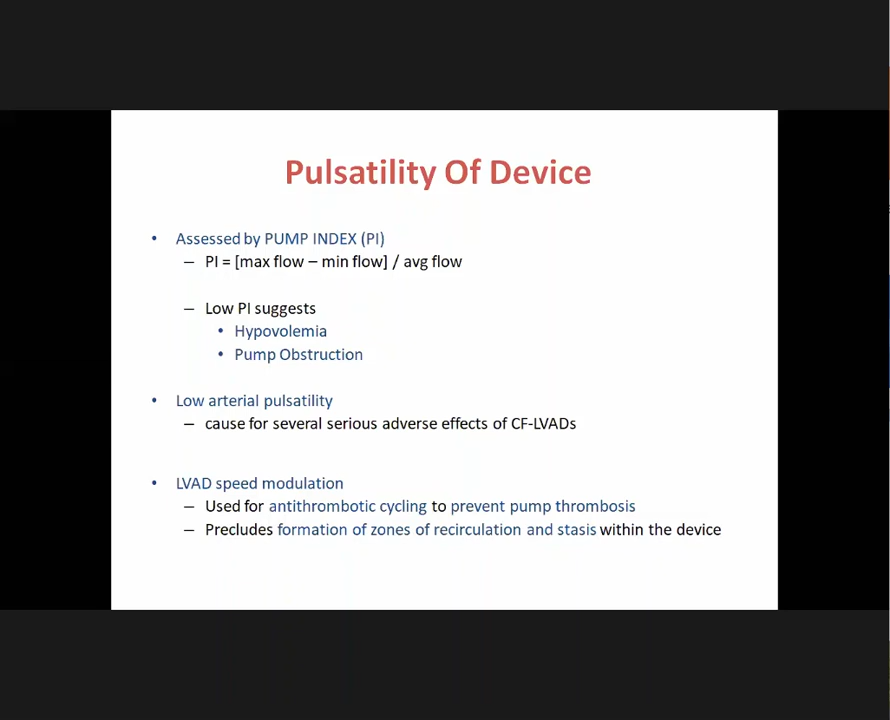 Pulsatility Of Device
• Assessed by PUMP INDEX (PI)
– PI = [max flow – min flow] / avg flow
– Low PI suggests
• Hypovolemia
• Pump Obstruction
• Low arterial pulsatility
– cause for several serious adverse effects of CF-LVADs
• LVAD speed modulation
– Used for antithrombotic cycling to prevent pump thrombosis
– Precludes formation of zones of recirculation and stasis within the device